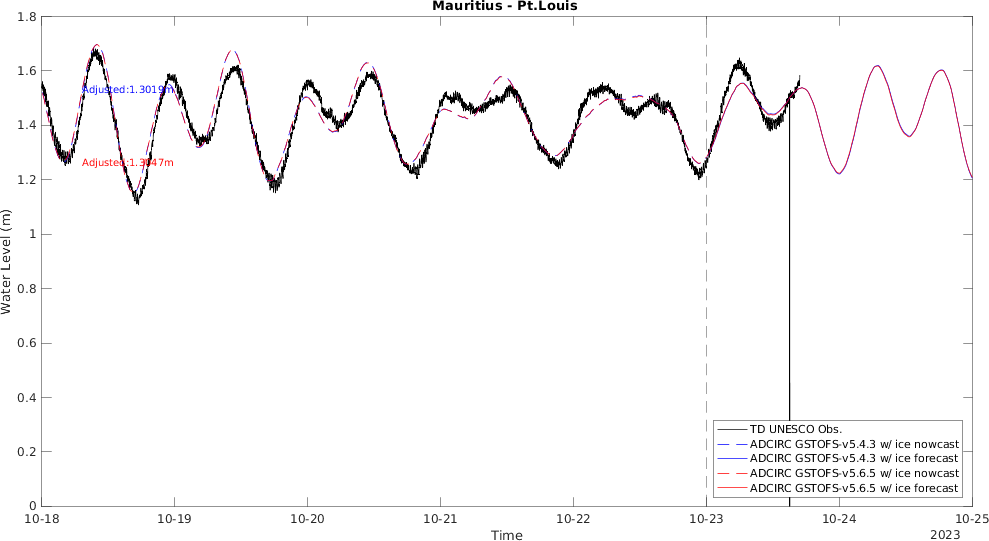 Mauritius - Pt.Louis
1.8
1.6
1.4
1.2
1
0.8
0.6
0.4
0.2
0
Water Level (m)
Adjusted:1.3019m
Adjusted:1.3047m
TD UNESCO Obs.
ADCIRC GSTOFS-v5.4.3 w/ ice nowcast
ADCIRC GSTOFS-v5.4.3 w/ ice forecast
ADCIRC GSTOFS-v5.6.5 w/ ice nowcast
ADCIRC GSTOFS-v5.6.5 w/ ice forecast
10-18 10-19 10-20 10-21 10-22 10-23 10-24 10-25
Time
2023